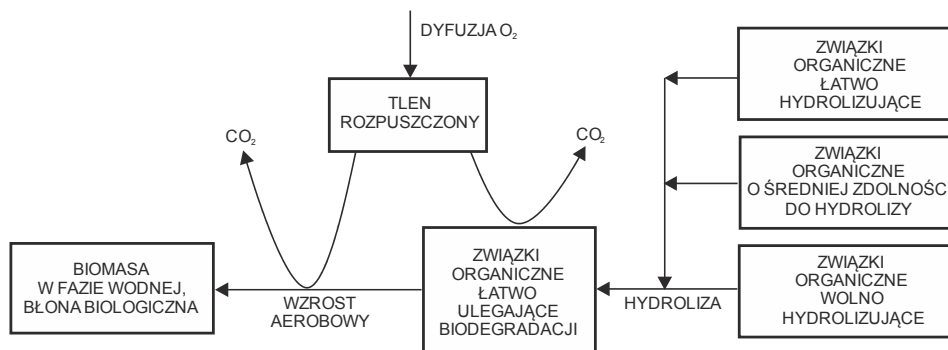 DYFUZJA O₂
TLEN
ROZPUSZCZONY
CO₂
CO₂
ZWIĄZKI
ORGANICZNE
ŁATWO
HYDROLIZUJĄCE
ZWIĄZKI
ORGANICZNE
O ŚREDNIEJ ZDOLNOŚC
DO HYDROLIZY
ZWIĄZKI
ORGANICZNE
WOLNO
HYDROLIZUJĄCE
HYDROLIZA
ZWIĄZKI
ORGANICZNE
ŁATWO
ULEGAJĄCE
BIODEGRADACJI
WZROST
AEROBOWY
BIOMASA
W FAZIE WODNEJ,
BŁONA BIOLOGICZNA